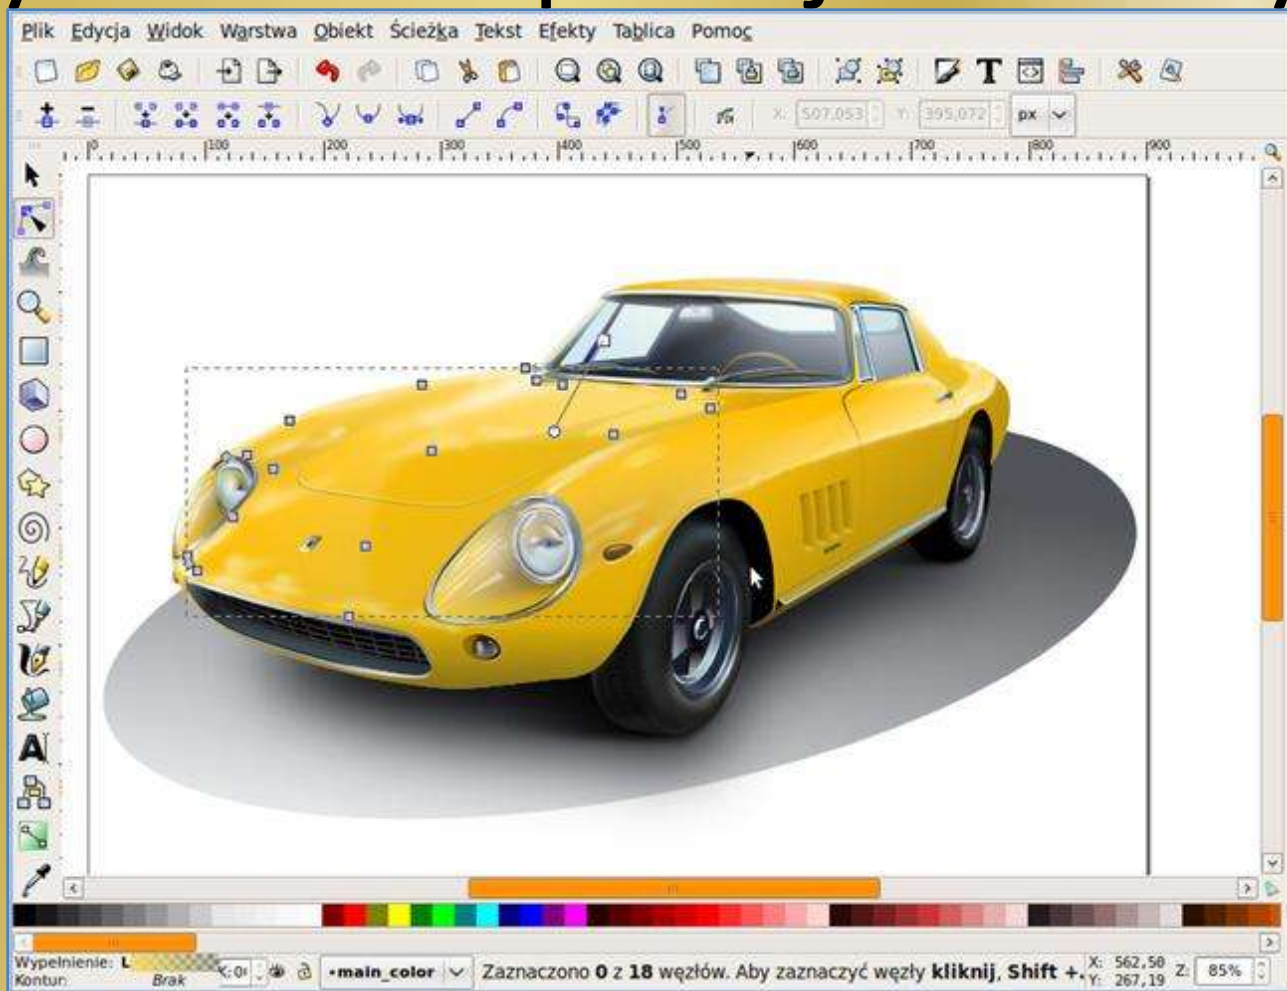 Plik Edycja Widok Warstwa Obiekt Ścieżka Tekst Efekty Tablica Pomoc
X: 507,053 Y: 395,072 px
0 100 200 300 400 500 600 700 800 900
Wypełnienie: L
Kontur: Brak
•main_color
Zaznaczono 0 z 18 węzłów. Aby zaznaczyć węzły kliknij, Shift +.
X: 562,50
Y: 267,19
Z: 85%